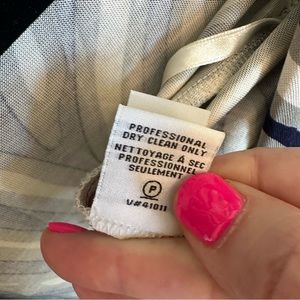 PROFESSIONAL
DRY CLEAN ONLY
NETTOYAGE À SEC
PROFESSIONNEL
SEULEMENT
P
V#41011